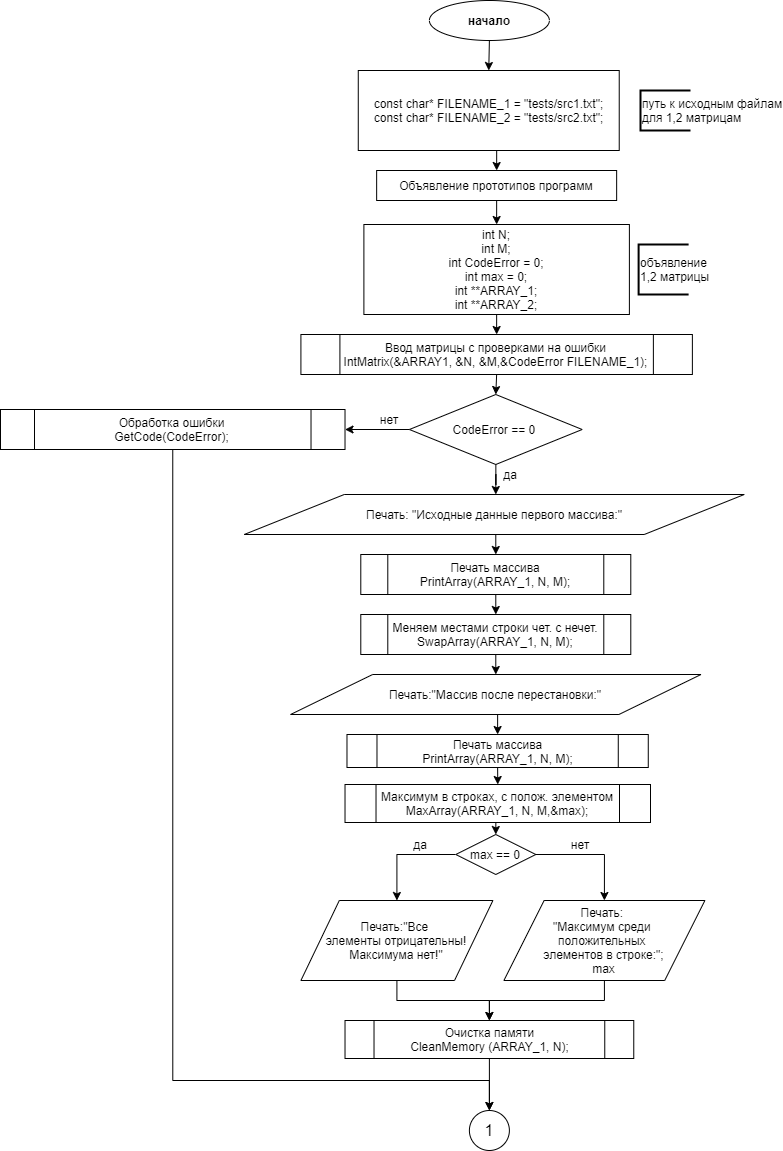 начало
const char* FILENAME_1 = "tests/src1.txt";
const char* FILENAME_2 = "tests/src2.txt";
путь к исходным файлам
для 1,2 матрицам
Объявление прототипов программ
int N;
int M;
int CodeError = 0;
int max = 0;
int **ARRAY_1;
int **ARRAY_2;
объявление
1,2 матрицы
Ввод матрицы с проверками на ошибки
IntMatrix(&ARRAY1, &N, &M,&CodeError FILENAME_1);
CodeError == 0
нет
Обработка ошибки
GetCode(CodeError);
да
Печать: "Исходные данные первого массива:"
Печать массива
PrintArray(ARRAY_1, N, M);
Меняем местами строки чет. с нечет.
SwapArray(ARRAY_1, N, M);
Печать:"Массив после перестановки:"
Печать массива
PrintArray(ARRAY_1, N, M);
Максимум в строках, с полож. элементом
MaxArray(ARRAY_1, N, M,&max);
да
max == 0
нет
Печать:"Все
элементы отрицательны!
Максимума нет!"
Печать:
"Максимум среди
положительных
элементов в строке:";
max
Очистка памяти
CleanMemory (ARRAY_1, N);
1